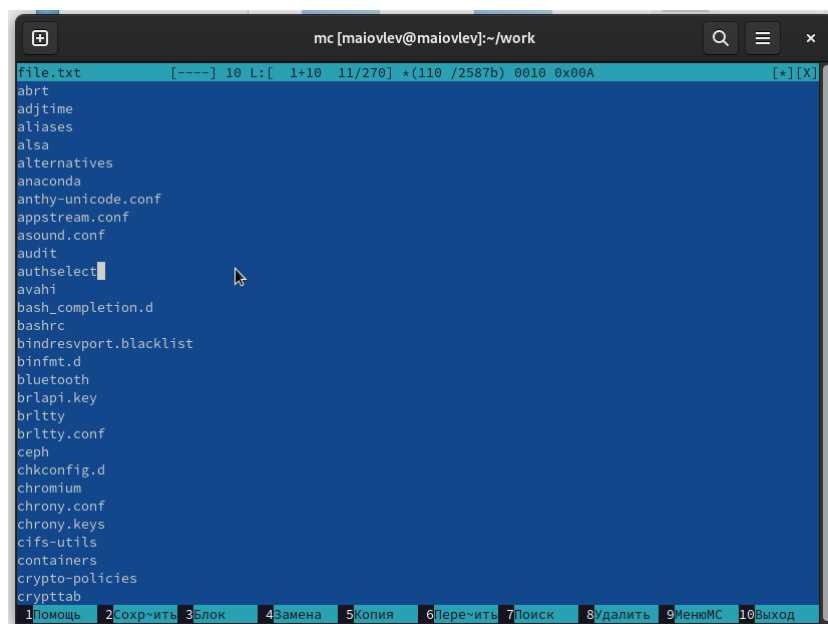 mc [maiovlev@maiovlev]:~/work
file.txt [----] 10 L:[ 1+10 11/270] *(110 /2587b) 0010 0x00A [*][X]
abrt
adjtime
aliases
alsa
alternatives
anaconda
anthy-unicode.conf
appstream.conf
asound.conf
audit
authselect
avahi
bash_completion.d
bashrc
bindresvport.blacklist
binfmt.d
bluetooth
brlapi.key
brltty
brltty.conf
ceph
chkconfig.d
chromium
chrony.conf
chrony.keys
cifs-utils
containers
crypto-policies
crypttab
1Помощь 2Сохр~ить 3Блок 4Замена 5Копия 6Пере~ить 7Поиск 8Удалить 9МенюMC 10Выход